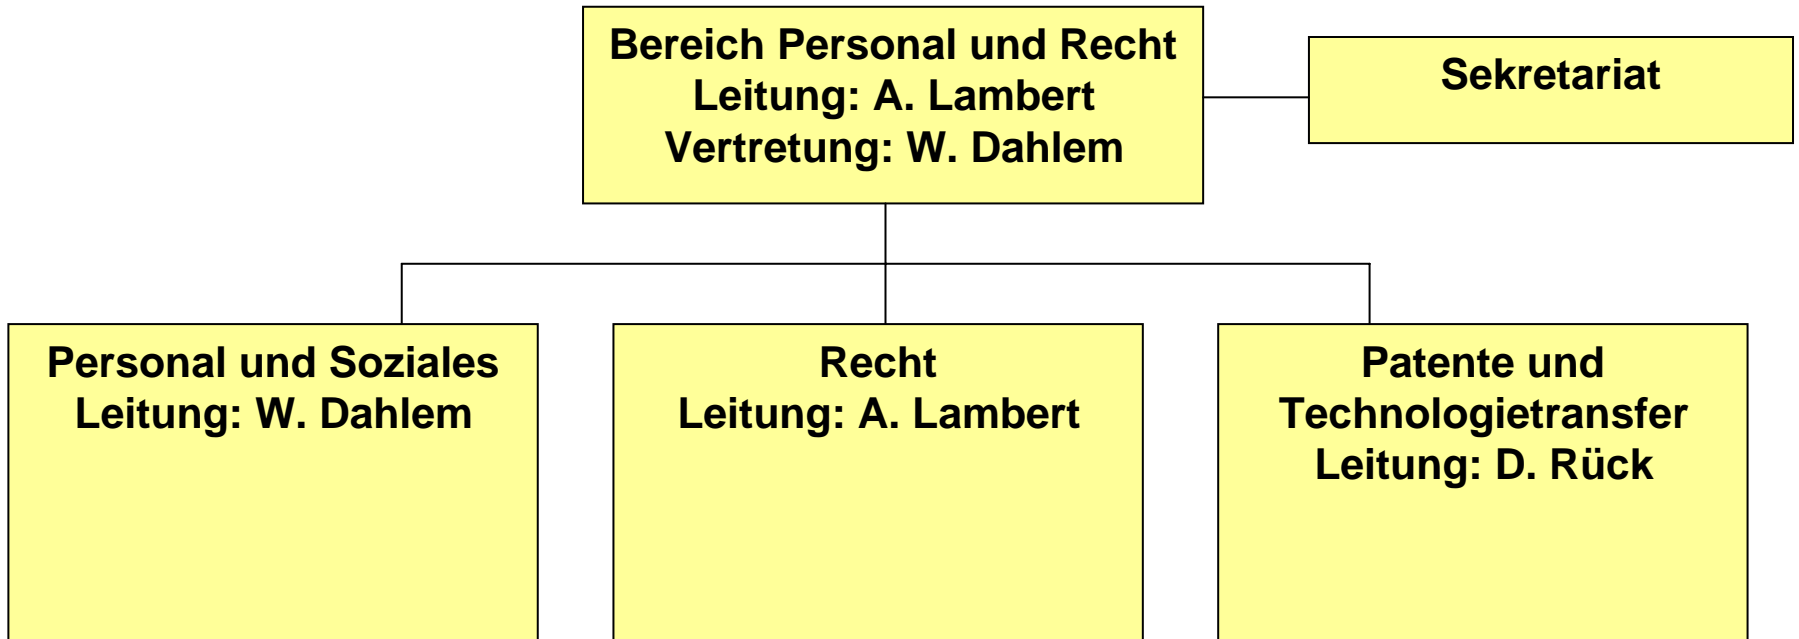 Bereich Personal und Recht
Leitung: A. Lambert
Vertretung: W. Dahlem
Sekretariat
Personal und Soziales
Leitung: W. Dahlem
Recht
Leitung: A. Lambert
Patente und
Technologietransfer
Leitung: D. Rück